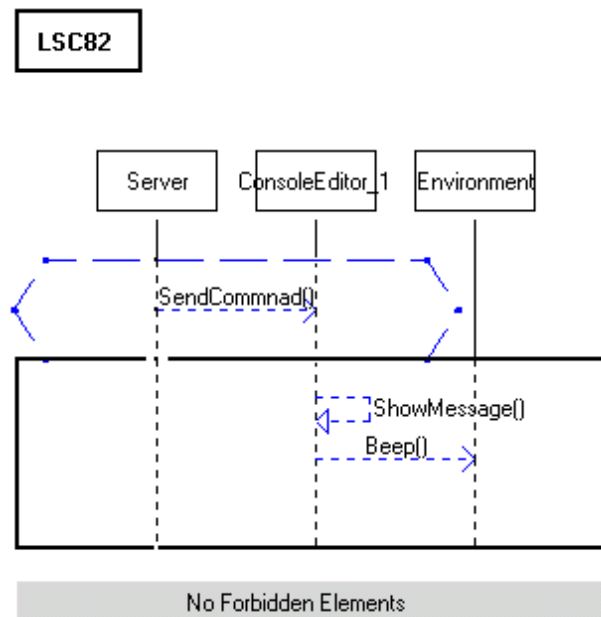 LSC82
Server
ConsoleEditor_1
Environment
SendCommnad()
ShowMessage()
Beep()
No Forbidden Elements